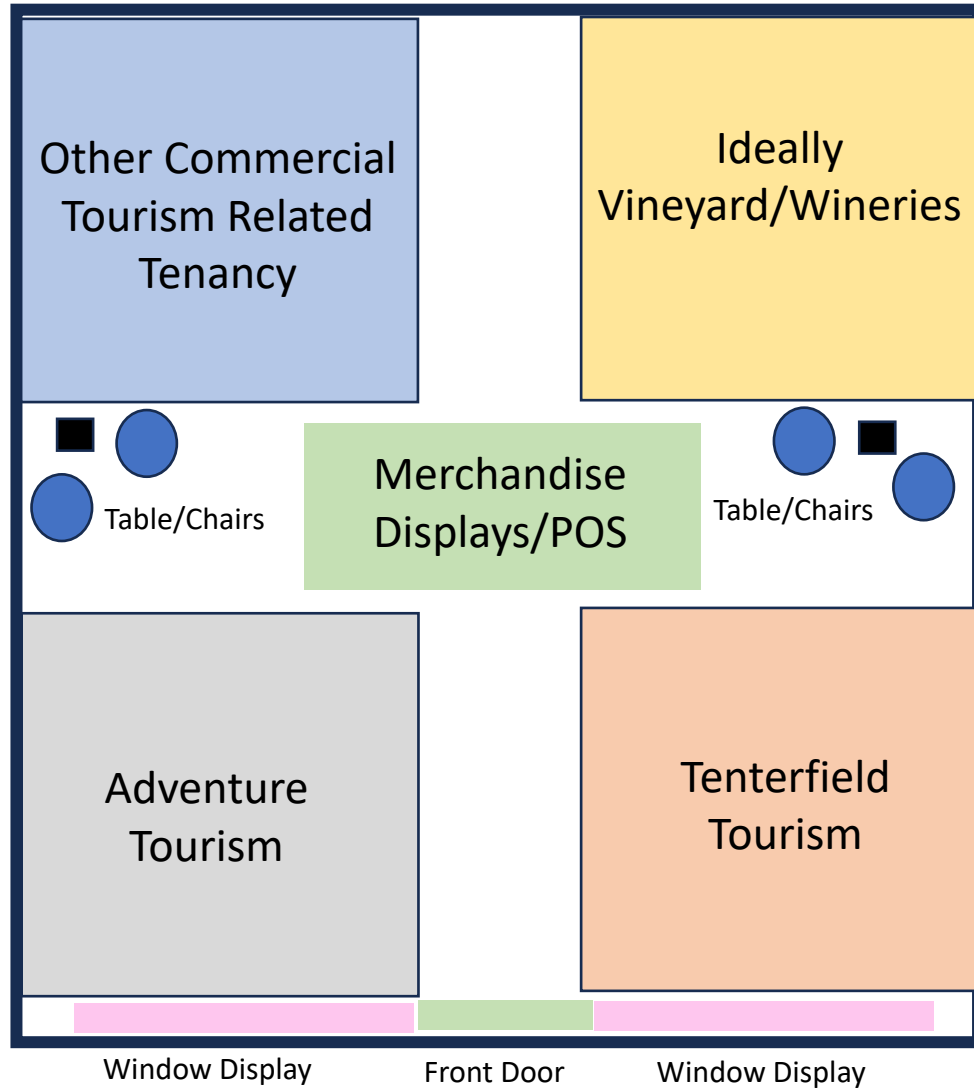 Other Commercial
Tourism Related
Tenancy
Ideally
Vineyard/Wineries
Merchandise
Displays/POS
Table/Chairs
Table/Chairs
Adventure
Tourism
Tenterfield
Tourism
Window Display
Front Door
Window Display